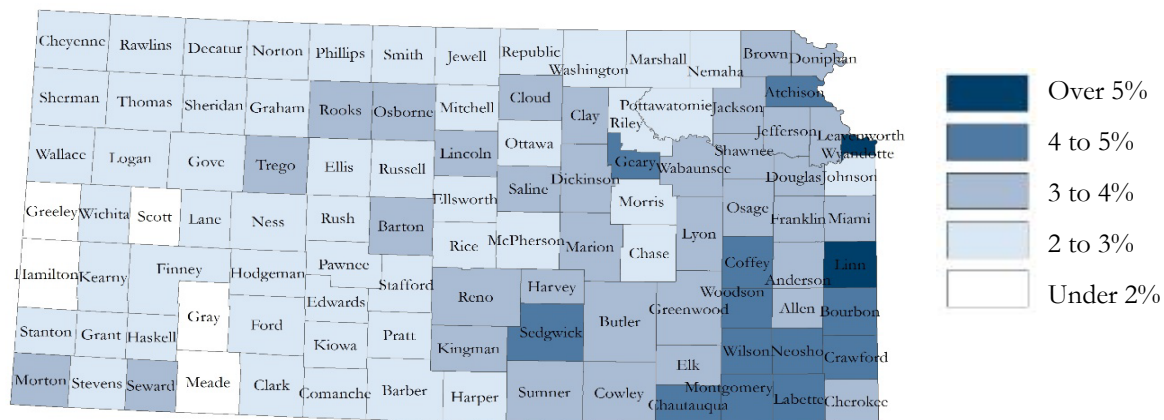 Cheyenne Rawlins Decatur Norton Phillips Smith Jewell Republic Washington Marshall Nemaha Brown Doniphan
Sherman Thomas Sheridan Graham Rooks Osborne Mitchell Cloud Clay Riley Pottawatomie Jackson Atchison
Jefferson Leavenworth
Wallace Logan Gove Trego Ellis Russell Lincoln Ottawa Geary Wabaunsee Shawnee Wyandotte
Ellsworth Saline Dickinson Morris Douglas Johnson
Greeley Wichita Scott Lane Ness Rush Barton Rice McPherson Marion Chase Lyon Osage Franklin Miami
Hamilton Kearny Finney Hodgeman Pawnee Stafford Reno Harvey Coffey Anderson Linn
Gray Edwards Sedgwick Butler Greenwood Woodson Allen Bourbon
Stanton Grant Haskell Ford Kiowa Pratt Kingman Elk Wilson Neosho Crawford
Morton Stevens Seward Meade Clark Comanche Barber Harper Sumner Cowley Chautauqua Montgomery Labette Cherokee
Over 5%
4 to 5%
3 to 4%
2 to 3%
Under 2%